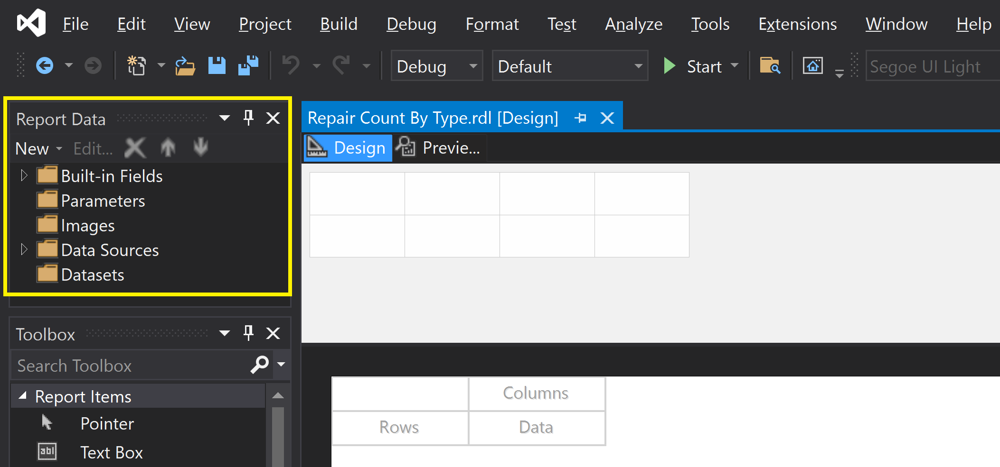 File Edit View Project Build Debug Format Test Analyze Tools Extensions Window Help
Debug Default Start Segoe UI Light
Report Data
New Edit...
Built-in Fields
Parameters
Images
Data Sources
Datasets
Toolbox
Search Toolbox
Report Items
Pointer
abl Text Box
Repair Count By Type.rdl [Design]
Design Previe...
Columns
Rows Data